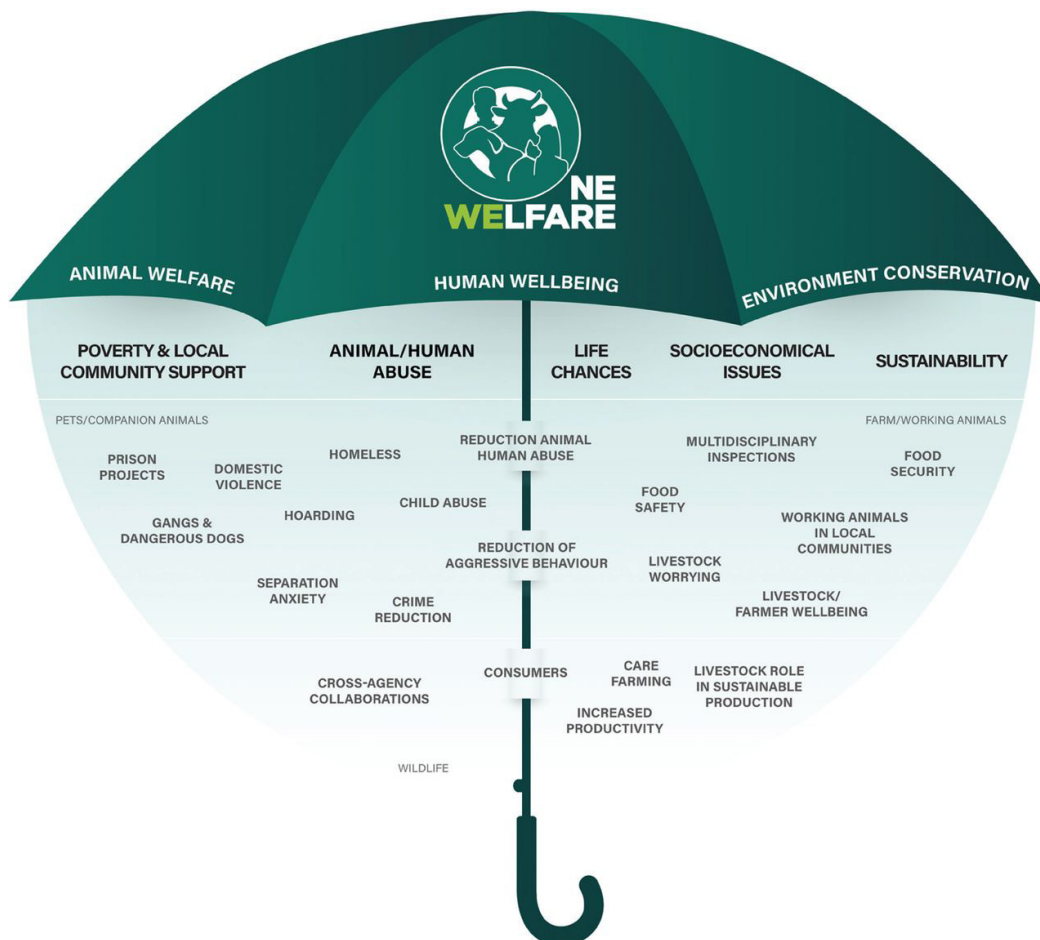 ONE
WELFARE
ANIMAL WELFARE
HUMAN WELLBEING
ENVIRONMENT CONSERVATION
POVERTY & LOCAL
COMMUNITY SUPPORT
ANIMAL/HUMAN
ABUSE
LIFE
CHANCES
SOCIOECONOMICAL
ISSUES
SUSTAINABILITY
PETS/COMPANION ANIMALS
FARM/WORKING ANIMALS
PRISON
PROJECTS
DOMESTIC
VIOLENCE
HOMELESS
REDUCTION ANIMAL
HUMAN ABUSE
MULTIDISCIPLINARY
INSPECTIONS
FOOD
SECURITY
GANGS &
DANGEROUS DOGS
HOARDING
CHILD ABUSE
FOOD
SAFETY
WORKING ANIMALS
IN LOCAL
COMMUNITIES
REDUCTION OF
AGGRESSIVE BEHAVIOUR
LIVESTOCK
WORRYING
SEPARATION
ANXIETY
CRIME
REDUCTION
LIVESTOCK/
FARMER WELLBEING
CROSS-AGENCY
COLLABORATIONS
CONSUMERS
CARE
FARMING
LIVESTOCK ROLE
IN SUSTAINABLE
PRODUCTION
INCREASED
PRODUCTIVITY
WILDLIFE